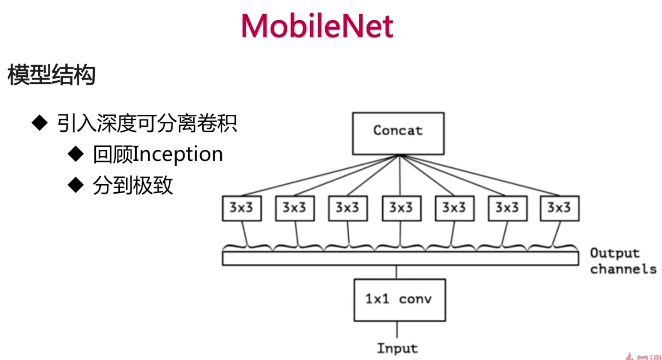 MobileNet
模型结构
◆ 引入深度可分离卷积
◆ 回顾Inception
◆ 分到极致
Concat
3x3 3x3 3x3 3x3 3x3 3x3 3x3
Output
channels
1x1 conv
Input